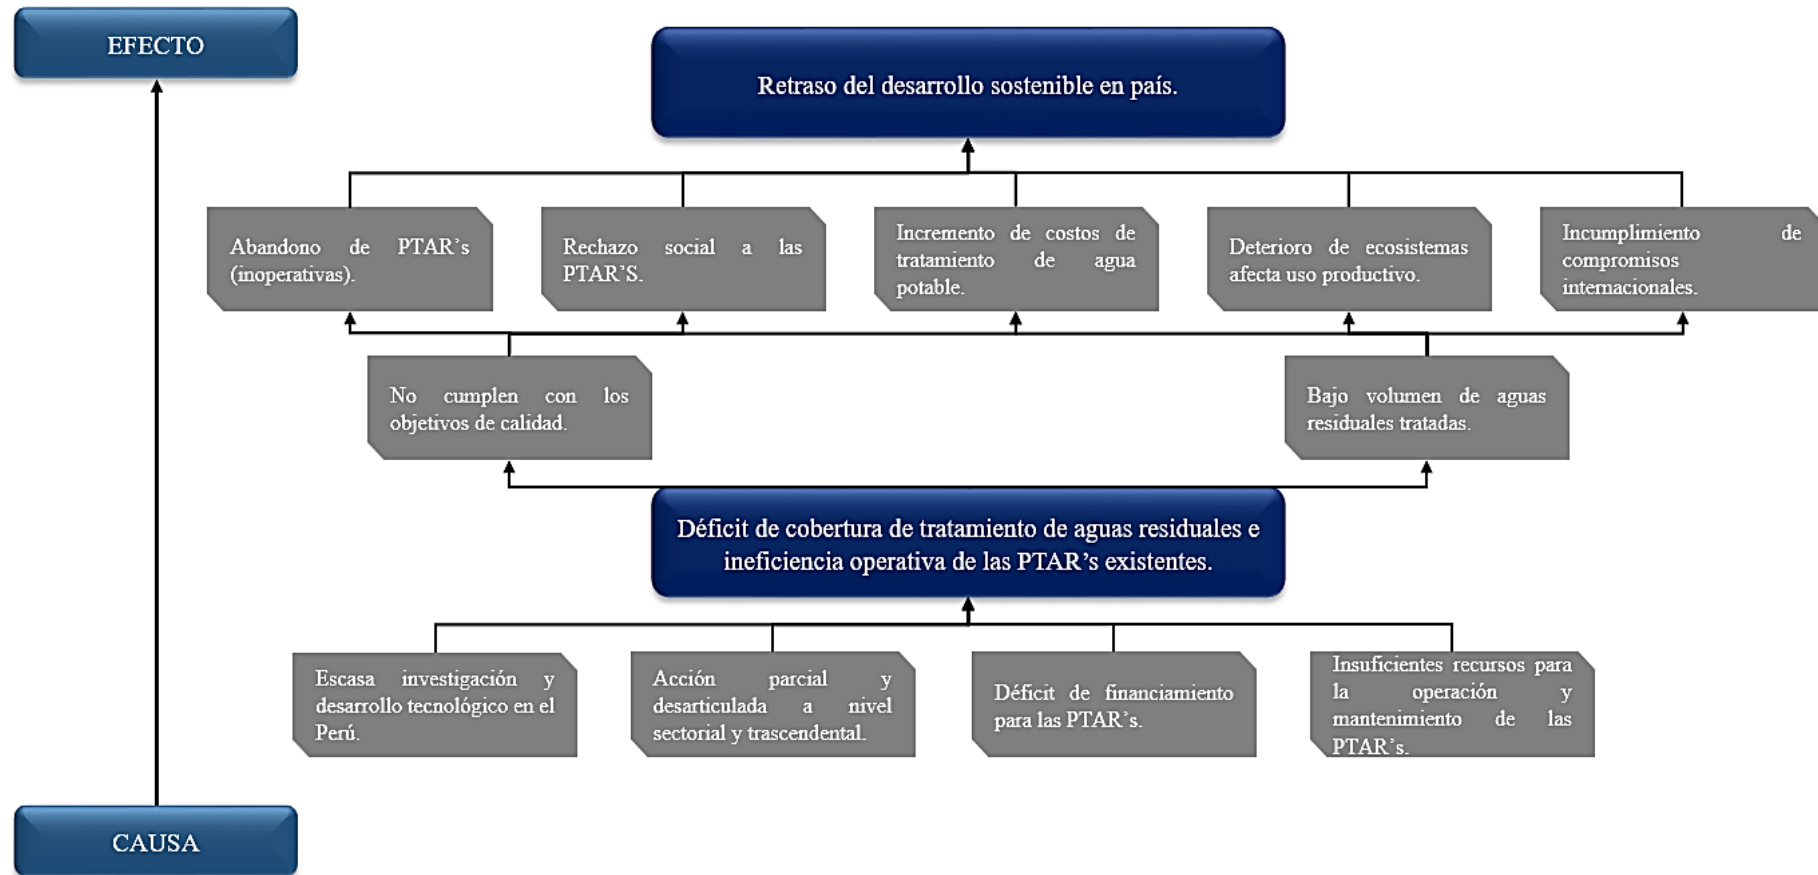 EFECTO
Retraso del desarrollo sostenible en país.
Abandono de PTAR's
(inoperativas).
Rechazo social a las
PTAR'S.
Incremento de costos de
tratamiento de agua
potable.
Deterioro de ecosistemas
afecta uso productivo.
Incumplimiento de
compromisos
internacionales.
No cumplen con los
objetivos de calidad.
Bajo volumen de aguas
residuales tratadas.
Déficit de cobertura de tratamiento de aguas residuales e
ineficiencia operativa de las PTAR's existentes.
Escasa investigación y
desarrollo tecnológico en el
Perú.
Acción parcial y
desarticulada a nivel
sectorial y trascendental.
Déficit de financiamiento
para las PTAR's.
Insuficientes recursos para
la operación y
mantenimiento de las
PTAR's.
CAUSA